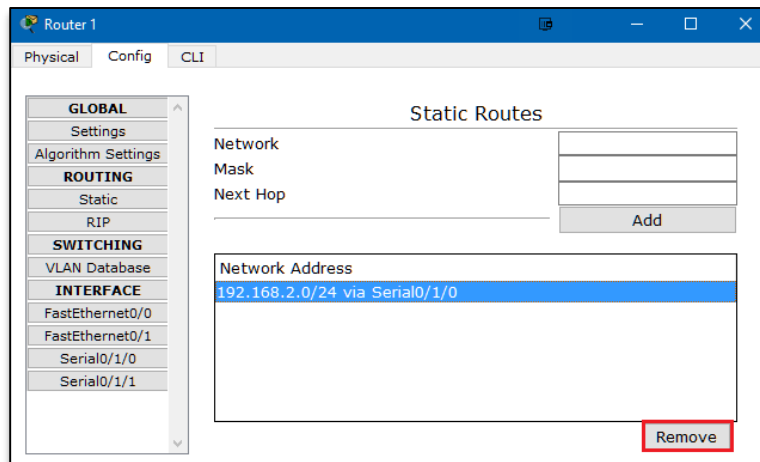 Router 1
Physical Config CLI
GLOBAL
Settings
Algorithm Settings
ROUTING
Static
RIP
SWITCHING
VLAN Database
INTERFACE
FastEthernet0/0
FastEthernet0/1
Serial0/1/0
Serial0/1/1
Static Routes
Network
Mask
Next Hop
Add
Network Address
192.168.2.0/24 via Serial0/1/0
Remove